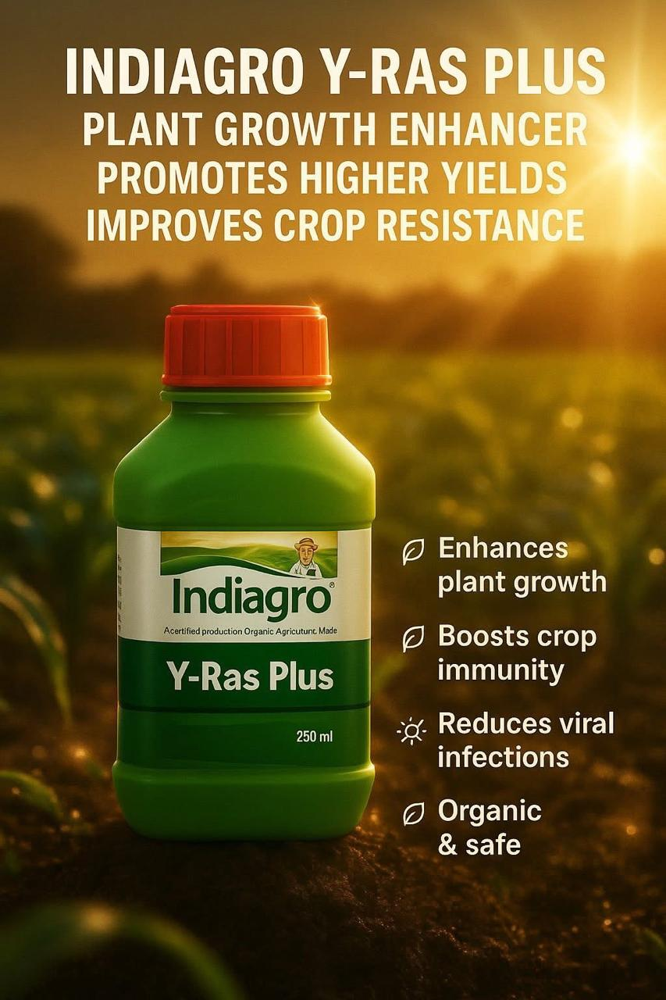 INDIAGRO Y-RAS PLUS
PLANT GROWTH ENHANCER
PROMOTES HIGHER YIELDS
IMPROVES CROP RESISTANCE
Indiagro®
Acertified production Organic Agricuturit Made
Y-Ras Plus
250 ml
Enhances
plant growth
Boosts crop
immunity
Reduces viral
infections
Organic
& safe